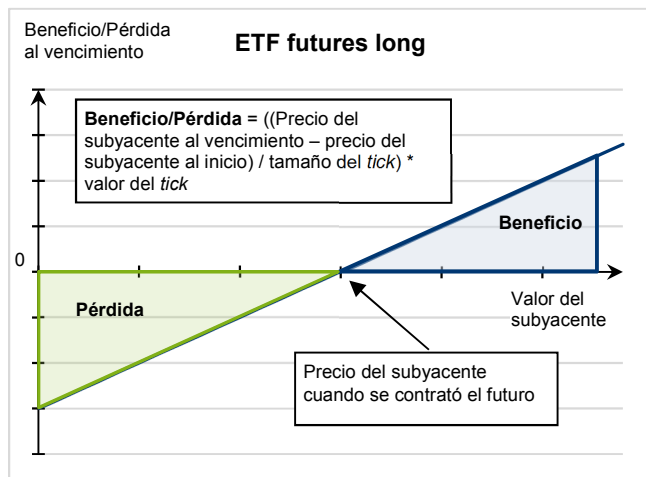 Beneficio/Pérdida
al vencimiento
ETF futures long
Beneficio/Pérdida = ((Precio del
subyacente al vencimiento – precio del
subyacente al inicio) / tamaño del tick) *
valor del tick
Beneficio
0
Pérdida
Valor del
subyacente
Precio del subyacente
cuando se contrató el futuro